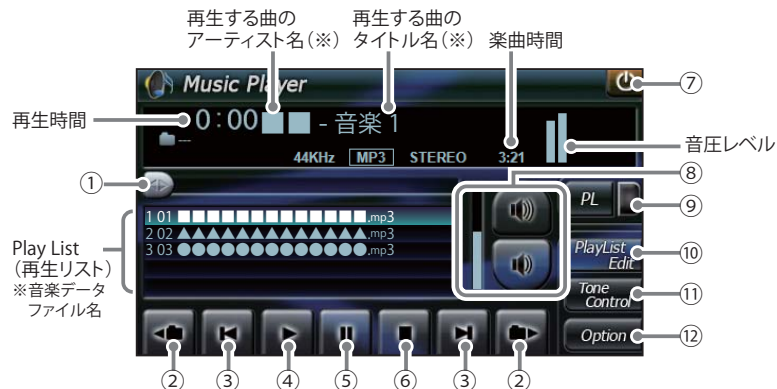 再生する曲の
アーティスト名（※）
再生する曲の
タイトル名（※）
楽曲時間
Music Player
⑦
再生時間
0:00■■ - 音楽 1
---
44KHz MP3 STEREO 3:21
音圧レベル
①
⑧
1 01 ■■■■■■■■■■■■■.mp3
2 02 ▲▲▲▲▲▲▲▲▲▲▲▲▲.mp3
3 03 ●●●●●●●●●●●●●.mp3
PL
⑨
Play List
（再生リスト）
※音楽データ
ファイル名
PlayList
Edit
⑩
Tone
Control
⑪
Option
⑫
②
③
④
⑤
⑥
③
②